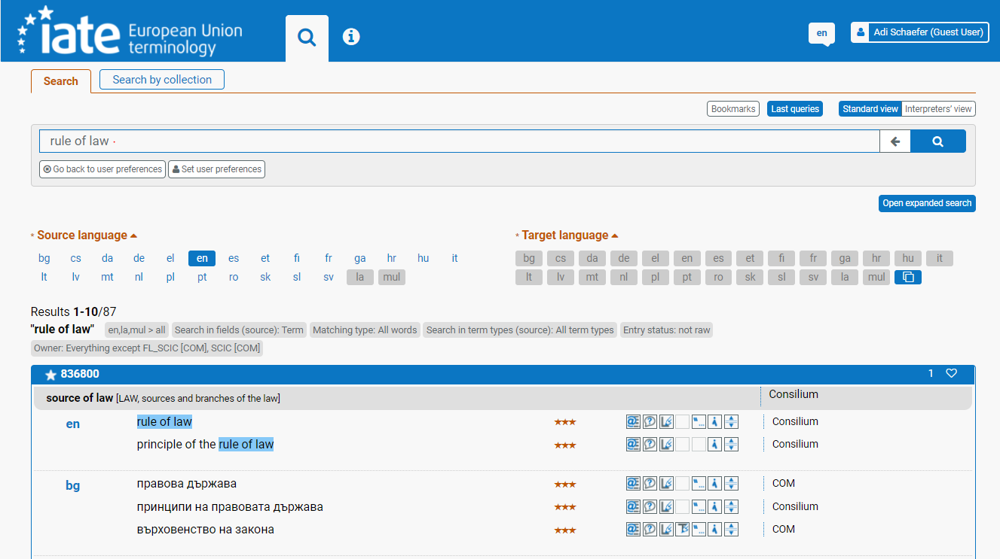 iate European Union
terminology
en
Adi Schaefer (Guest User)
Search
Search by collection
Bookmarks
Last queries
Standard view
Interpreters' view
rule of law
Go back to user preferences
Set user preferences
Open expanded search
* Source language
* Target language
bg cs da de el en es et fi fr ga hr hu it
lt lv mt nl pl pt ro sk sl sv la mul
bg cs da de el en es et fi fr ga hr hu it
lt lv mt nl pl pt ro sk sl sv la mul
Results 1-10/87
"rule of law" en,la,mul > all Search in fields (source): Term Matching type: All words Search in term types (source): All term types Entry status: not raw
Owner: Everything except FL_SCIC [COM], SCIC [COM]
836800 1
source of law [LAW, sources and branches of the law] Consilium
en rule of law Consilium
principle of the rule of law Consilium
bg правова държава COM
принципи на правовата държава Consilium
върховенство на закона COM